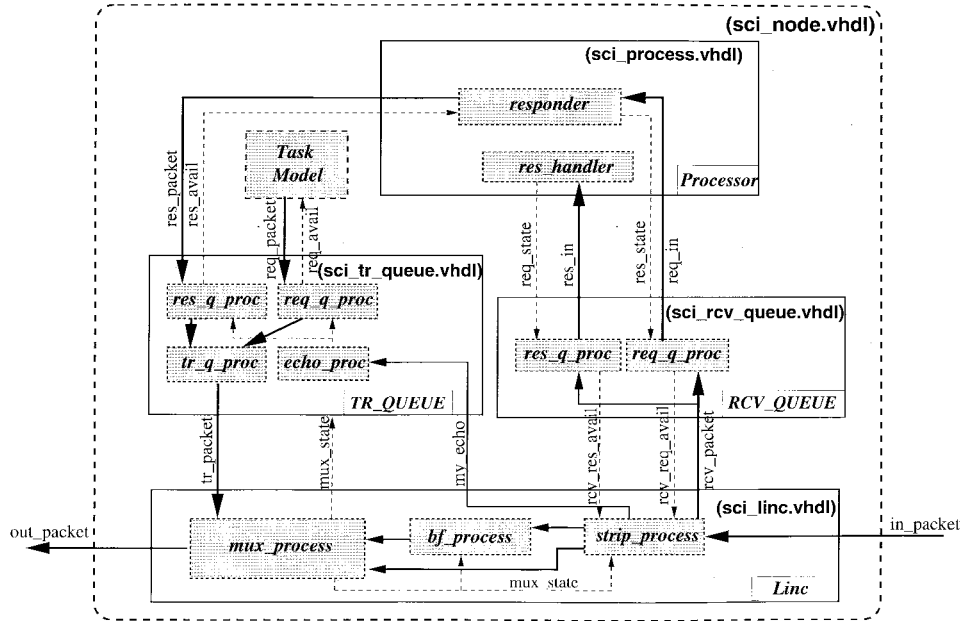 (sci_node.vhdl)
(sci_process.vhdl)
responder
Task
Model
res_handler
Processor
res_packet
res_avail
req_packet
req_avail
req_state
res_in
res_state
req_in
(sci_tr_queue.vhdl)
res_q_proc
req_q_proc
(sci_rcv_queue.vhdl)
tr_q_proc
echo_proc
res_q_proc
req_q_proc
TR_QUEUE
RCV_QUEUE
tr_packet
mux_state
my_echo
rcv_res_avail
rcv_req_avail
rcv_packet
(sci_linc.vhdl)
out_packet
in_packet
mux_process
bf_process
strip_process
mux_state
Linc